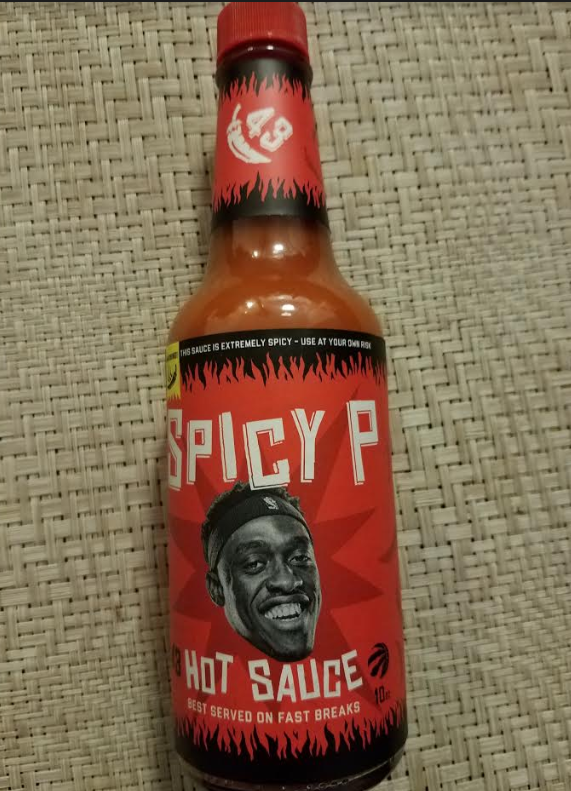 43
THIS SAUCE IS EXTREMELY SPICY - USE AT YOUR OWN RISK
SPICY P
HOT SAUCE
10oz
BEST SERVED ON FAST BREAKS